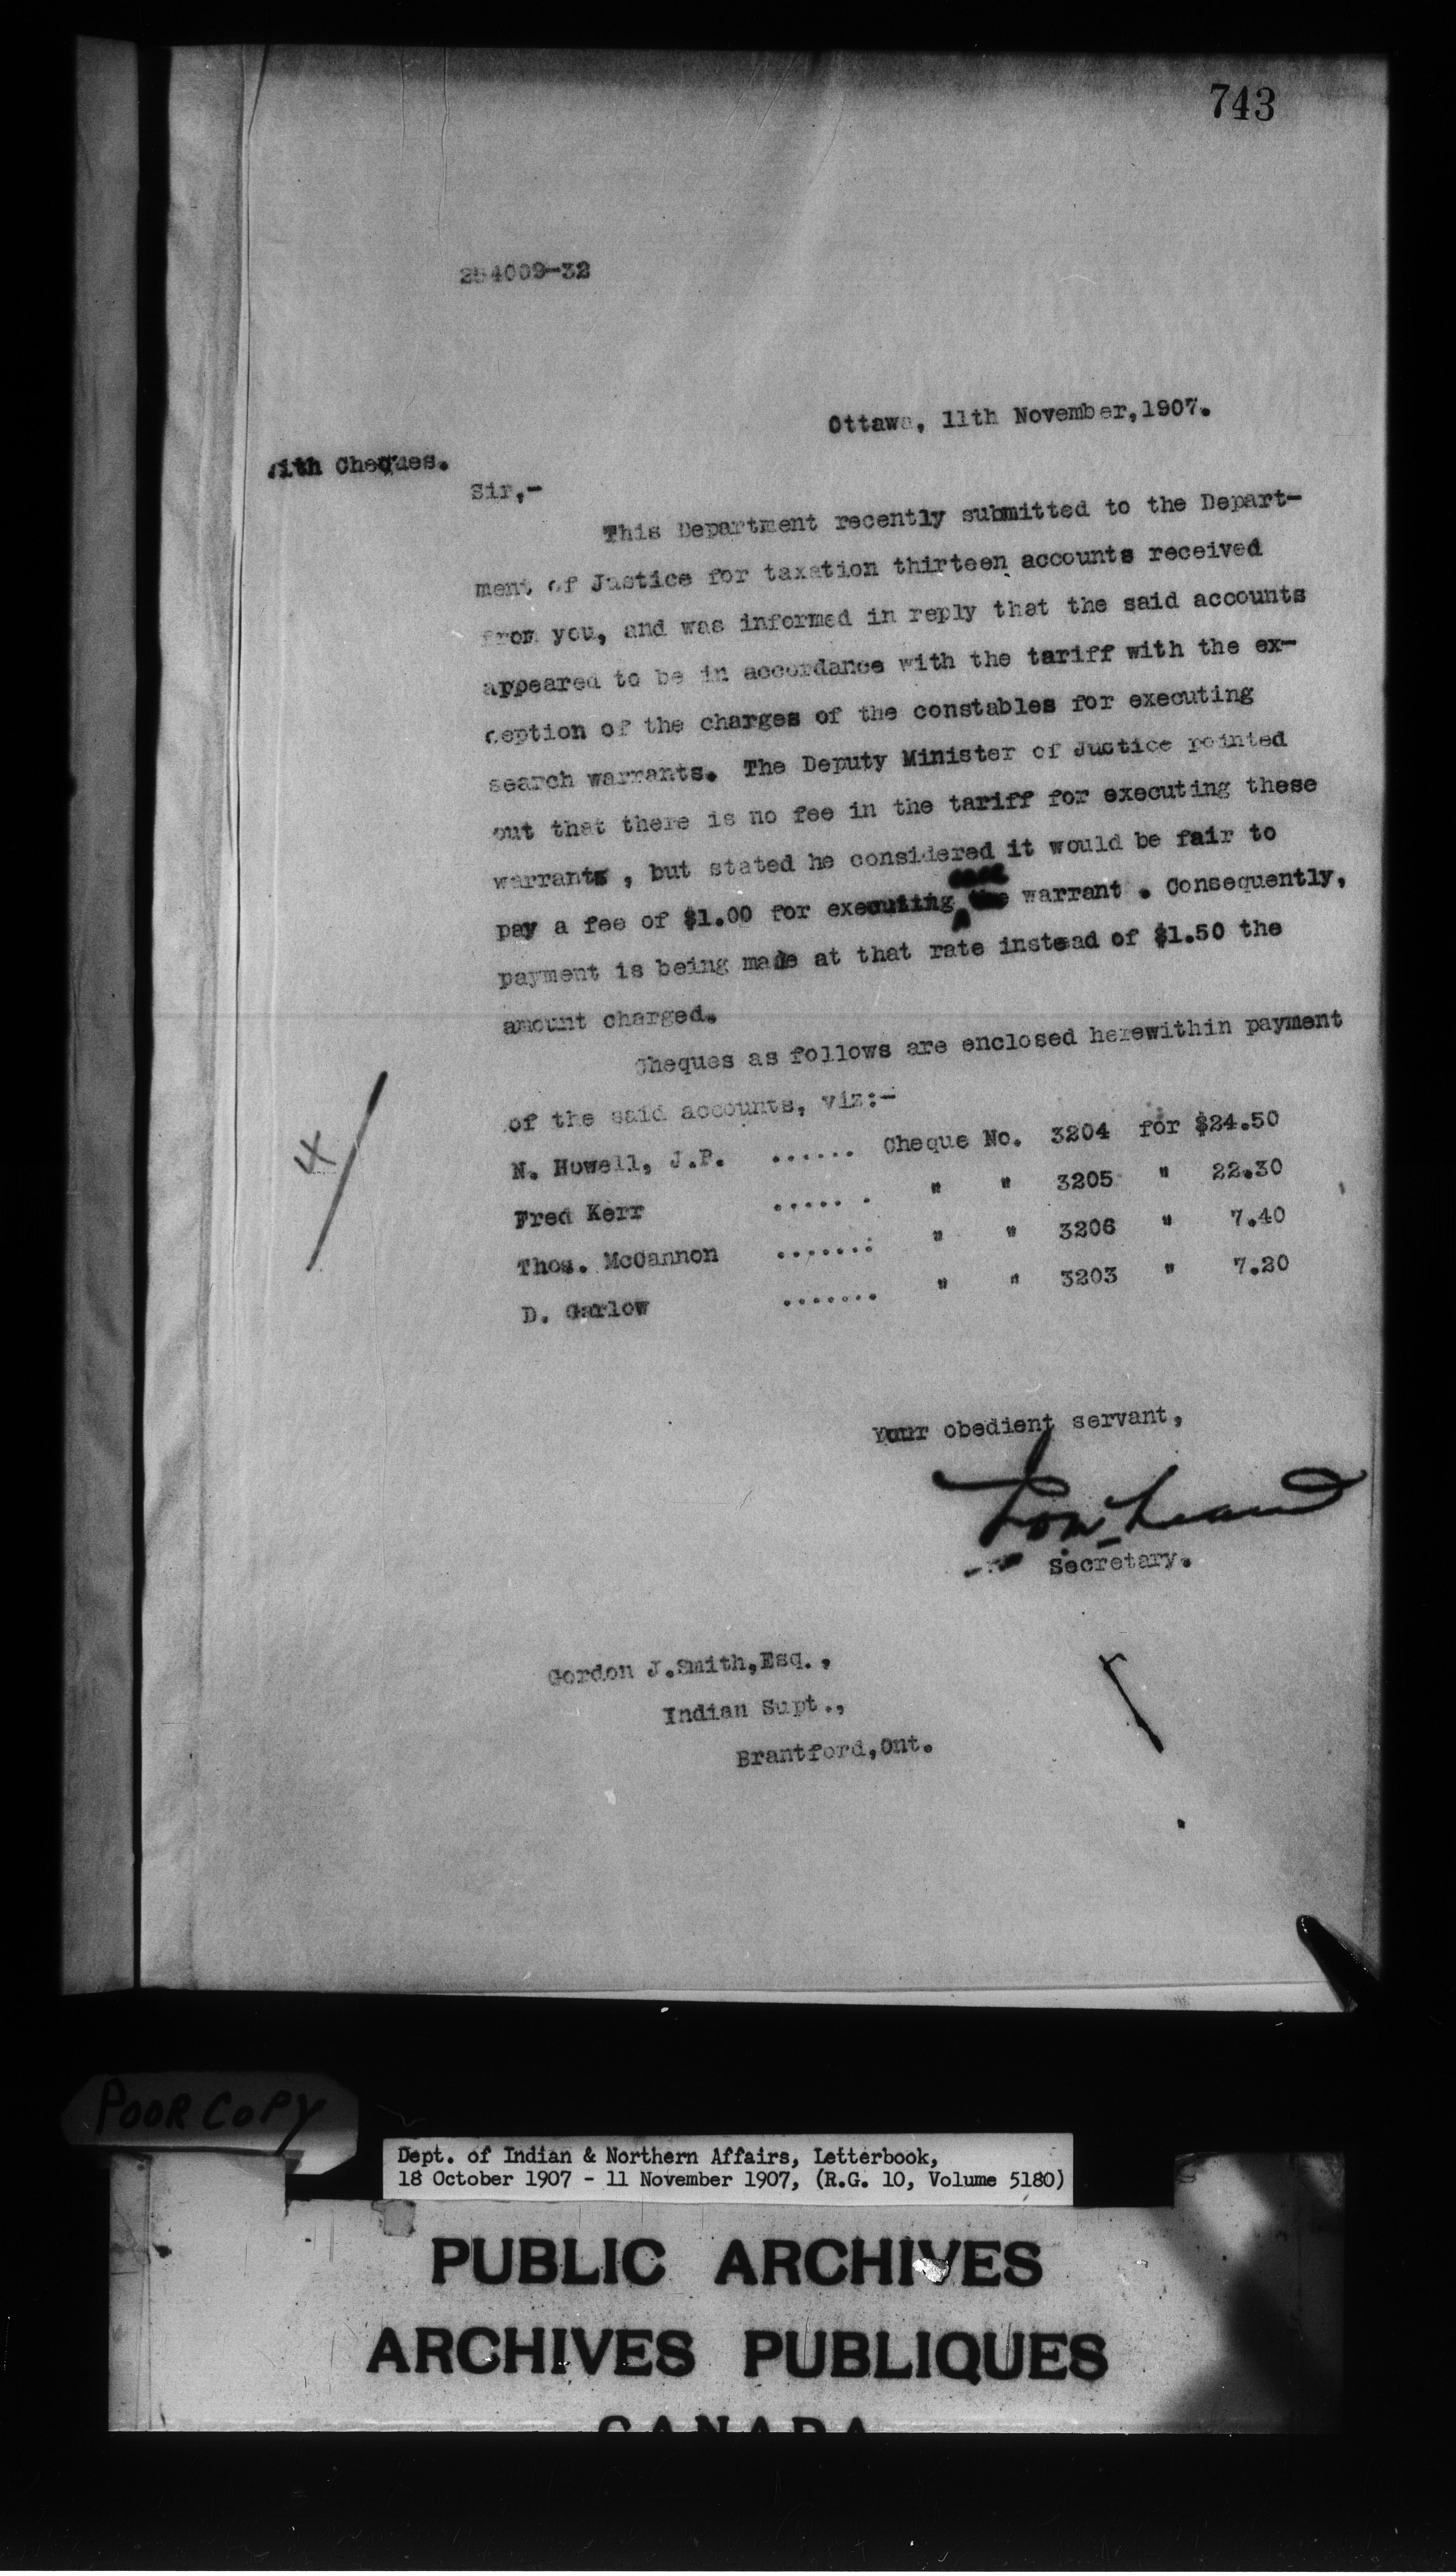 743
254009-32
Ottawa, 11th November, 1907.
With Cheques.
Sir,-
This Department recently submitted to the Depart-
ment of Justice for taxation thirteen accounts received
from you, and was informed in reply that the said accounts
appeared to be in accordance with the tariff with the ex-
ception of the charges of the constables for executing
search warrants. The Deputy Minister of Justice pointed
out that there is no fee in the tariff for executing these
warrants , but stated he considered it would be fair to
each
pay a fee of $1.00 for executing the warrant . Consequently,
payment is being made at that rate instead of $1.50 the
amount charged.
Cheques as follows are enclosed herewithin payment
of the said accounts, viz:-
N. Howell, J.P. ...... Cheque No. 3204 for $24.50
Fred Kerr ...... " " 3205 " 22.30
Thos. McCannon ....... " " 3206 " 7.40
D. Garlow ....... " " 3203 " 7.20
4
Your obedient servant,
Secretary.
Gordon J.Smith,Esq.,
Indian Supt.,
Brantford,Ont.
POOR COPY
Dept. of Indian & Northern Affairs, Letterbook,
18 October 1907 - 11 November 1907, (R.G. 10, Volume 5180)
PUBLIC ARCHIVES
ARCHIVES PUBLIQUES
CANADA